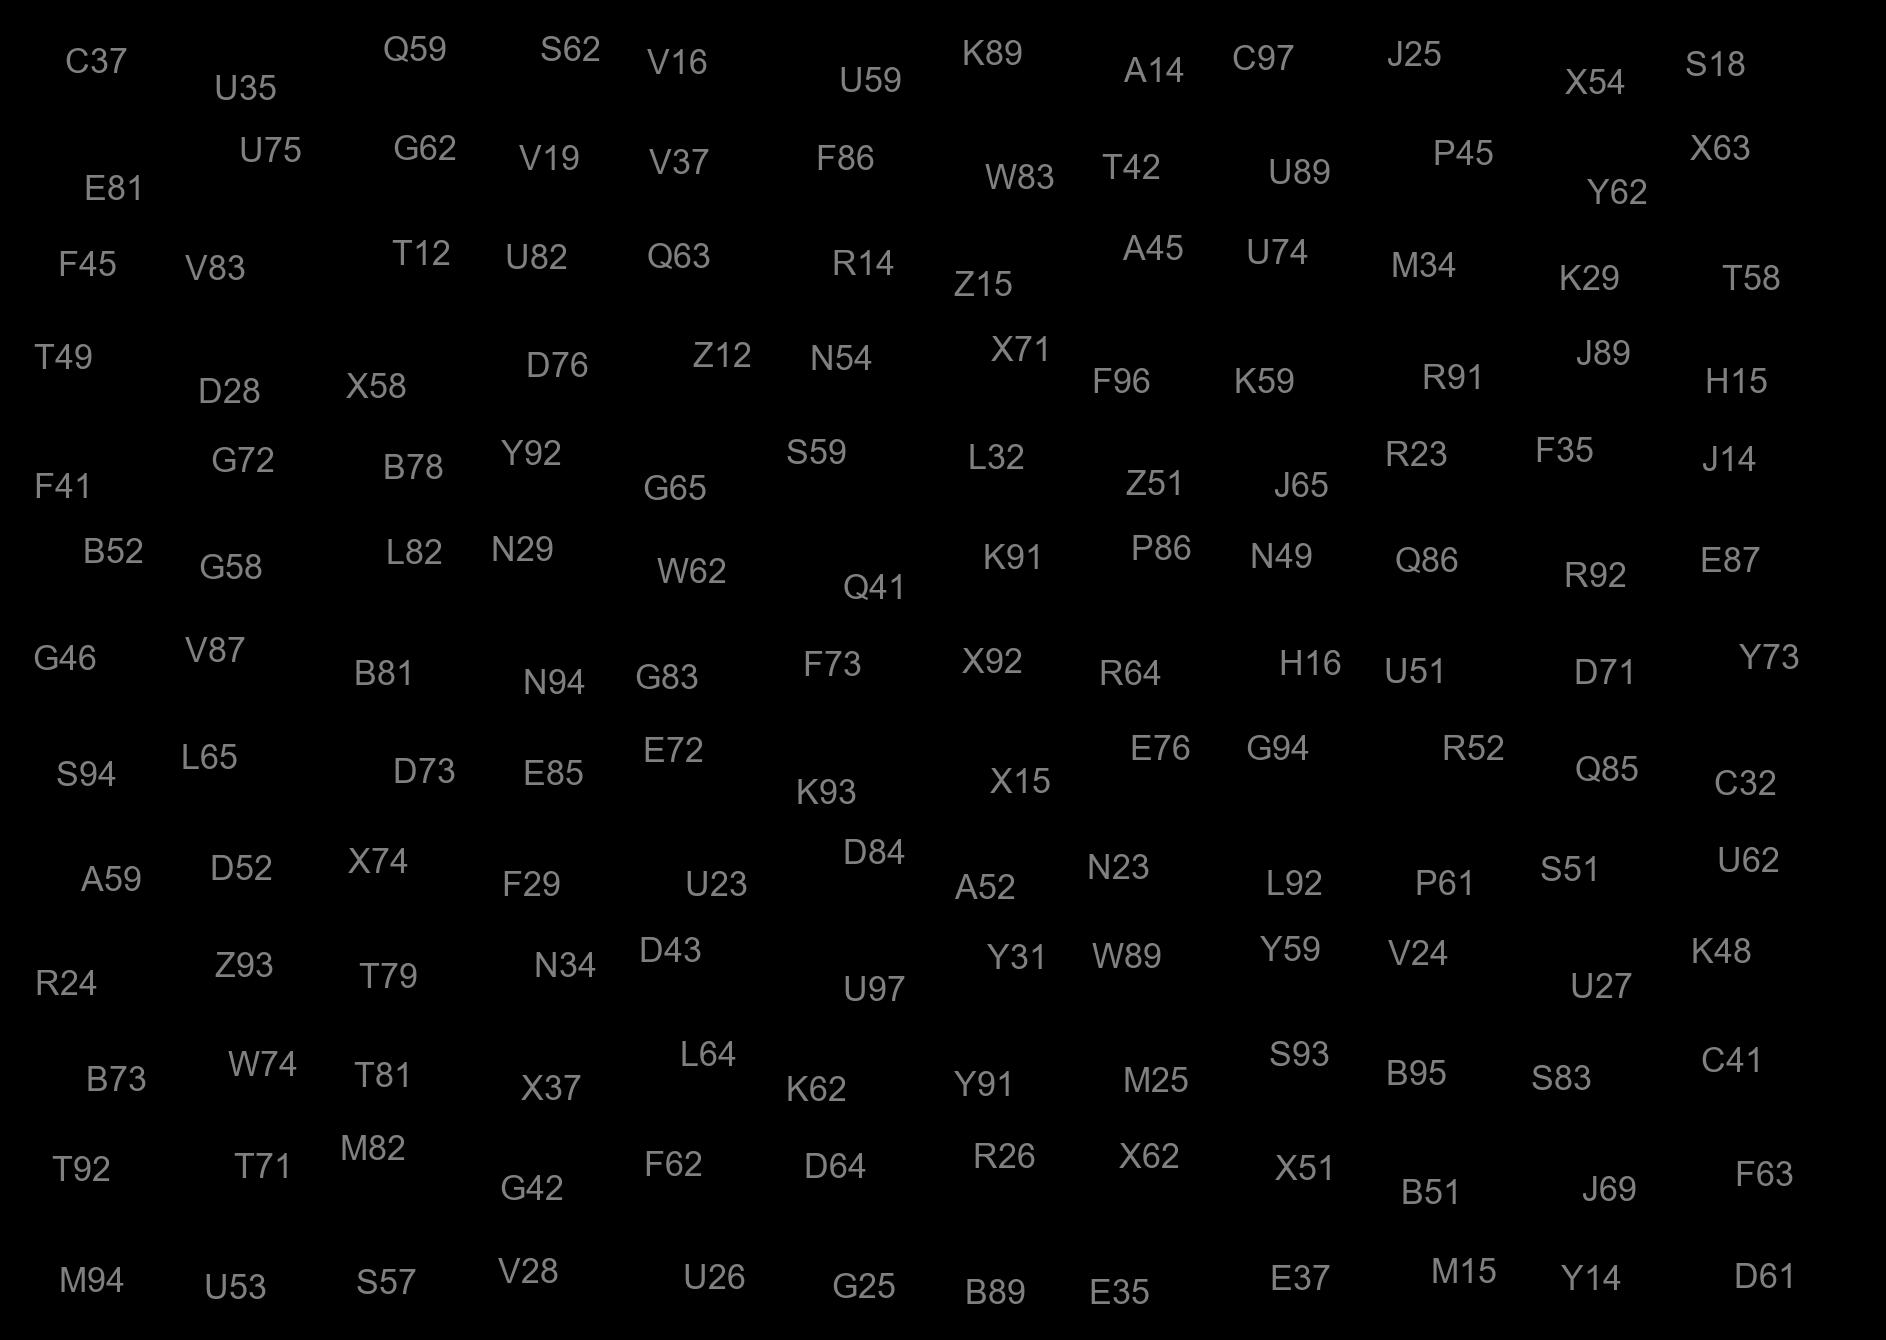 C37 U35 Q59 S62 V16 U59 K89 A14 C97 J25 X54 S18
E81 U75 G62 V19 V37 F86 W83 T42 U89 P45 Y62 X63
F45 V83 T12 U82 Q63 R14 Z15 A45 U74 M34 K29 T58
T49 D28 X58 D76 Z12 N54 X71 F96 K59 R91 J89 H15
F41 G72 B78 Y92 G65 S59 L32 Z51 J65 R23 F35 J14
B52 G58 L82 N29 W62 Q41 K91 P86 N49 Q86 R92 E87
G46 V87 B81 N94 G83 F73 X92 R64 H16 U51 D71 Y73
S94 L65 D73 E85 E72 K93 X15 E76 G94 R52 Q85 C32
A59 D52 X74 F29 U23 D84 A52 N23 L92 P61 S51 U62
R24 Z93 T79 N34 D43 U97 Y31 W89 Y59 V24 U27 K48
B73 W74 T81 X37 L64 K62 Y91 M25 S93 B95 S83 C41
T92 T71 M82 G42 F62 D64 R26 X62 X51 B51 J69 F63
M94 U53 S57 V28 U26 G25 B89 E35 E37 M15 Y14 D61